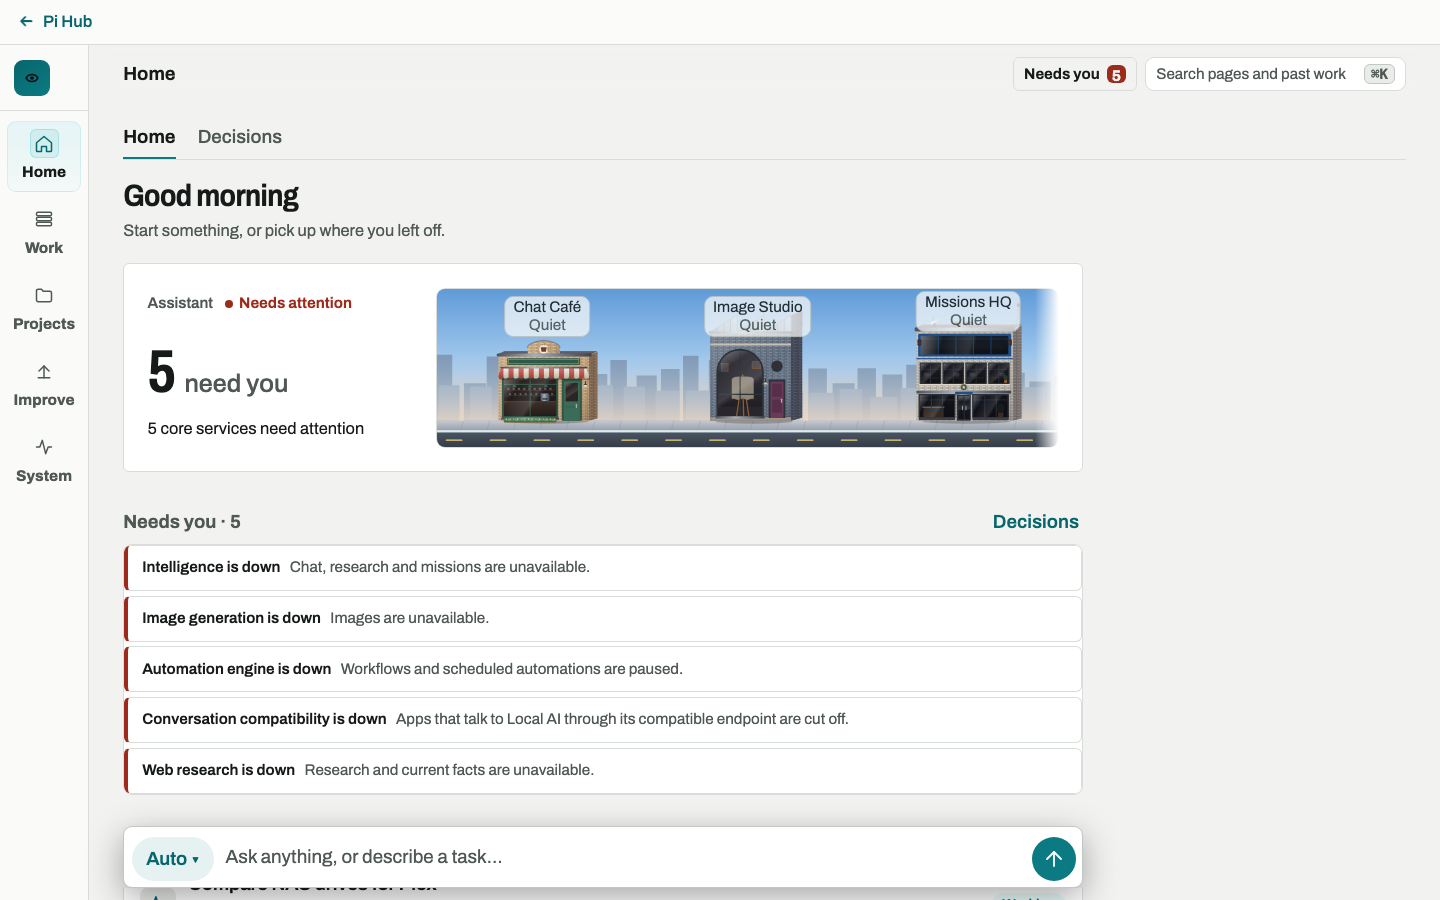 ← Pi Hub
Home
Needs you 5
Search pages and past work ⌘K
Home
Work
Projects
Improve
System
Home Decisions
Good morning
Start something, or pick up where you left off.
Assistant ● Needs attention
5 need you
5 core services need attention
Chat Café
Quiet
Image Studio
Quiet
Missions HQ
Quiet
Needs you · 5
Decisions
Intelligence is down Chat, research and missions are unavailable.
Image generation is down Images are unavailable.
Automation engine is down Workflows and scheduled automations are paused.
Conversation compatibility is down Apps that talk to Local AI through its compatible endpoint are cut off.
Web research is down Research and current facts are unavailable.
Auto ▾ Ask anything, or describe a task...